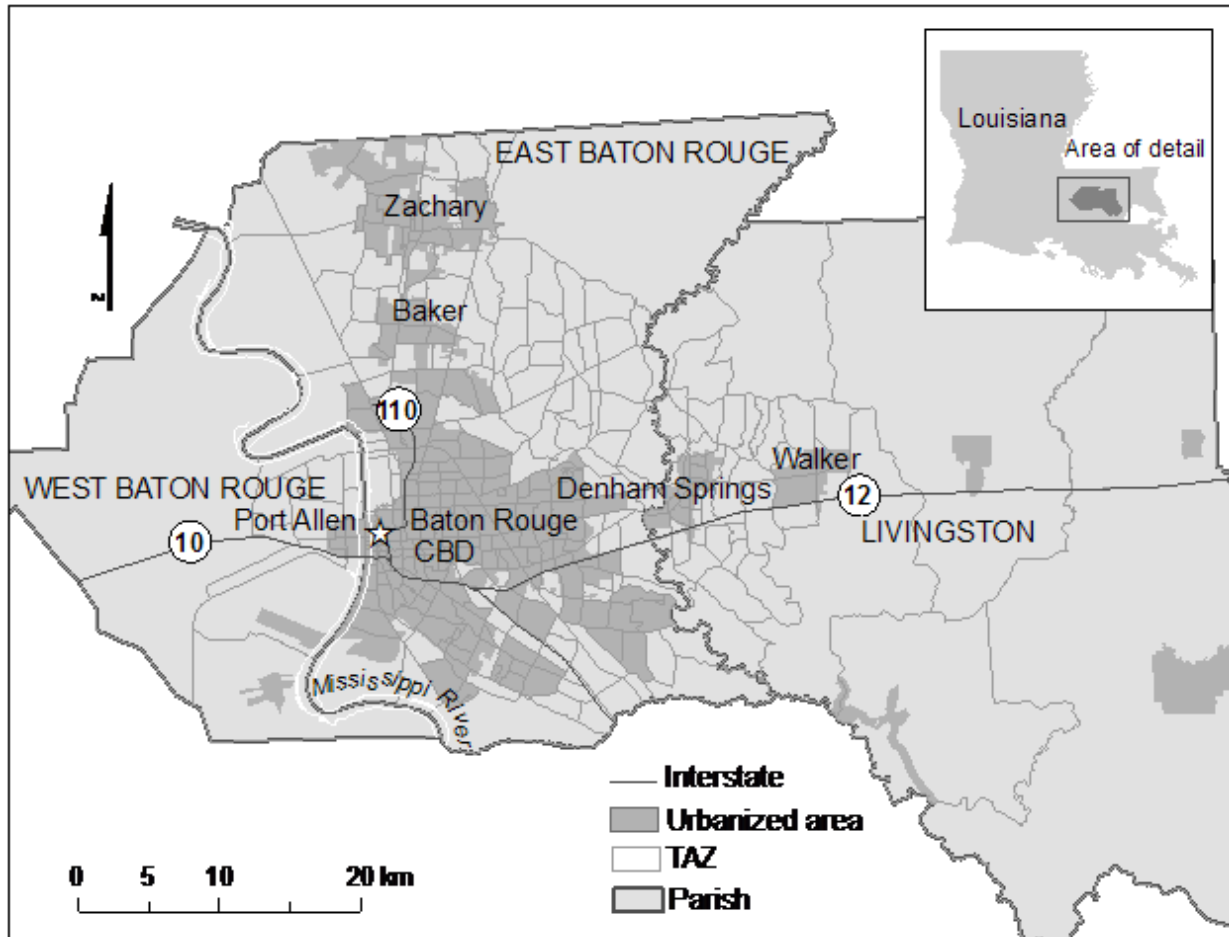 Louisiana
Area of detail
EAST BATON ROUGE
Zachary
N
Baker
110
Walker
WEST BATON ROUGE
Denham Springs
12
Port Allen
Baton Rouge
CBD
LIVINGSTON
10
Mississippi River
Interstate
Urbanized area
TAZ
Parish
0 5 10 20 km